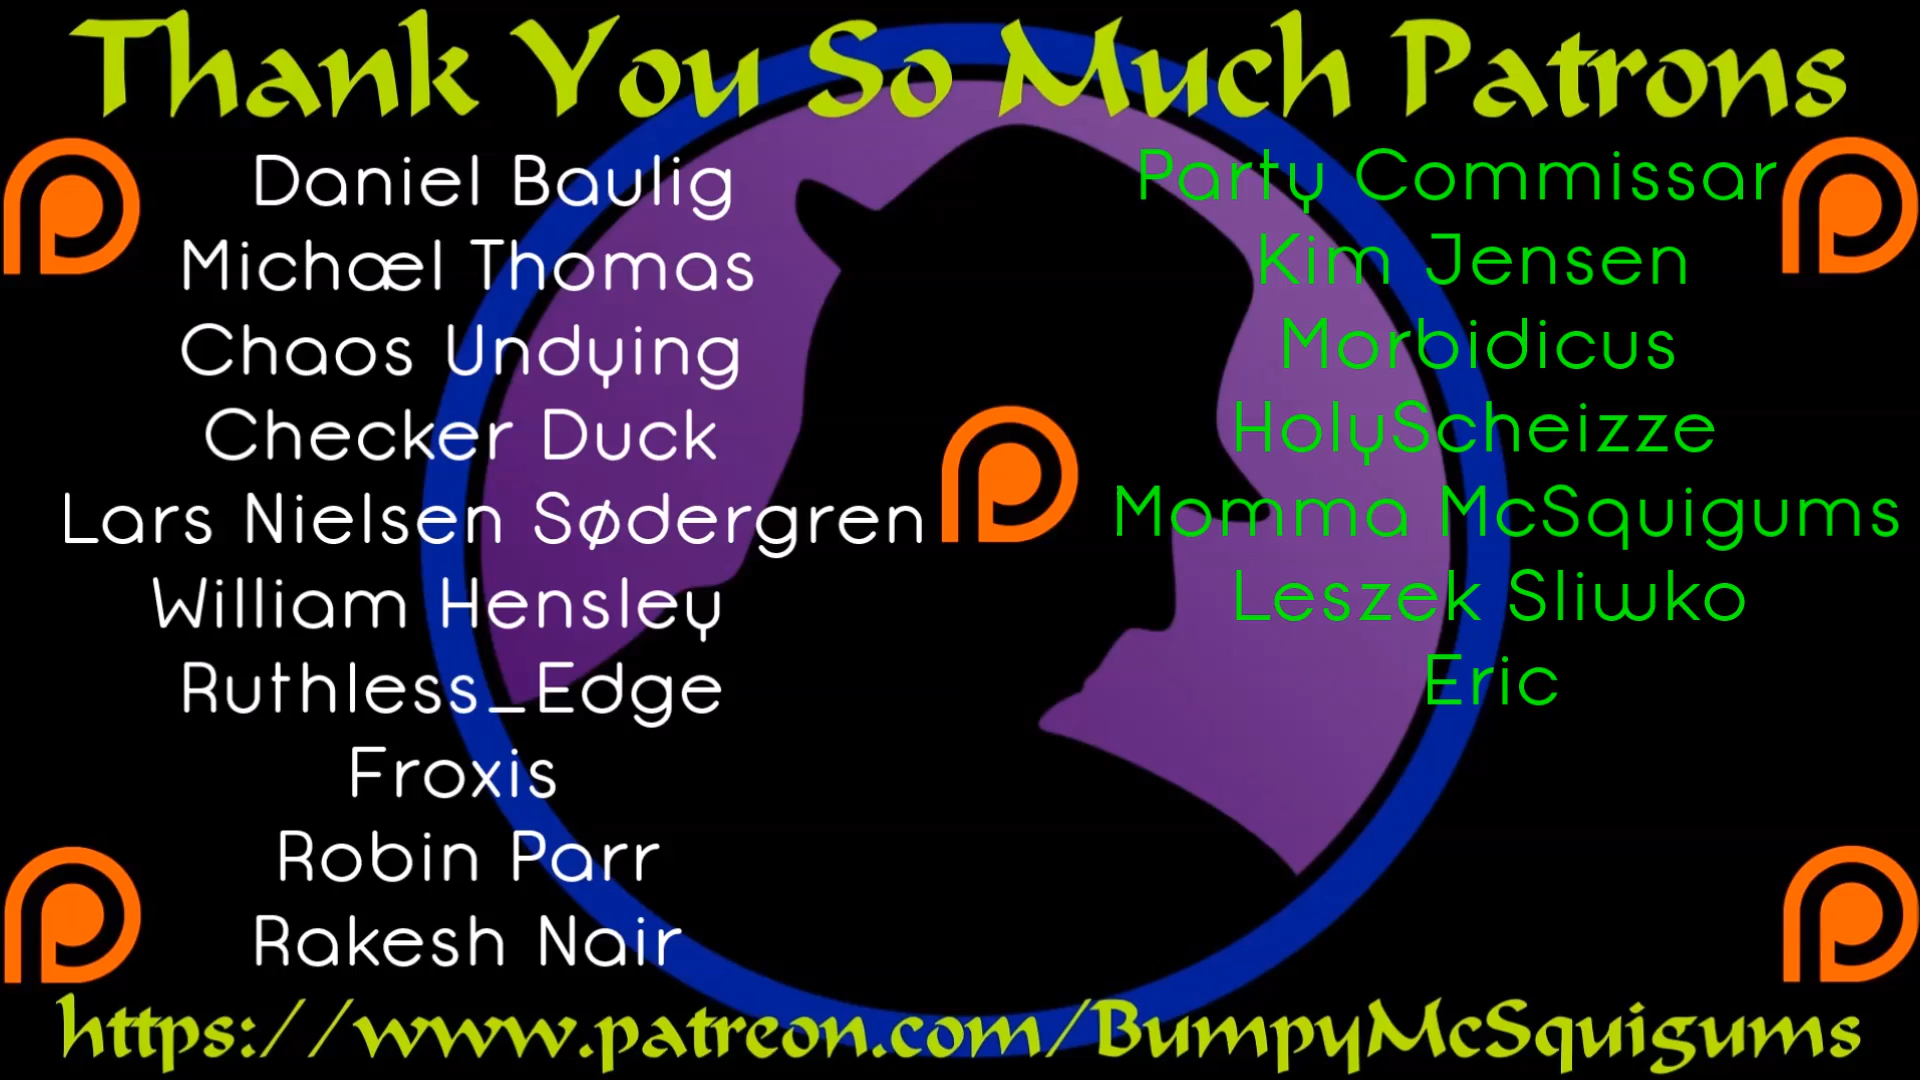 Thank You So Much Patrons
Daniel Baulig
Michæl Thomas
Chaos Undying
Checker Duck
Lars Nielsen Sødergren
William Hensley
Ruthless_Edge
Froxis
Robin Parr
Rakesh Nair
Party Commissar
Kim Jensen
Morbidicus
HolyScheizze
Momma McSquigums
Leszek Sliwko
Eric
https://www.patreon.com/BumpyMcSquigums